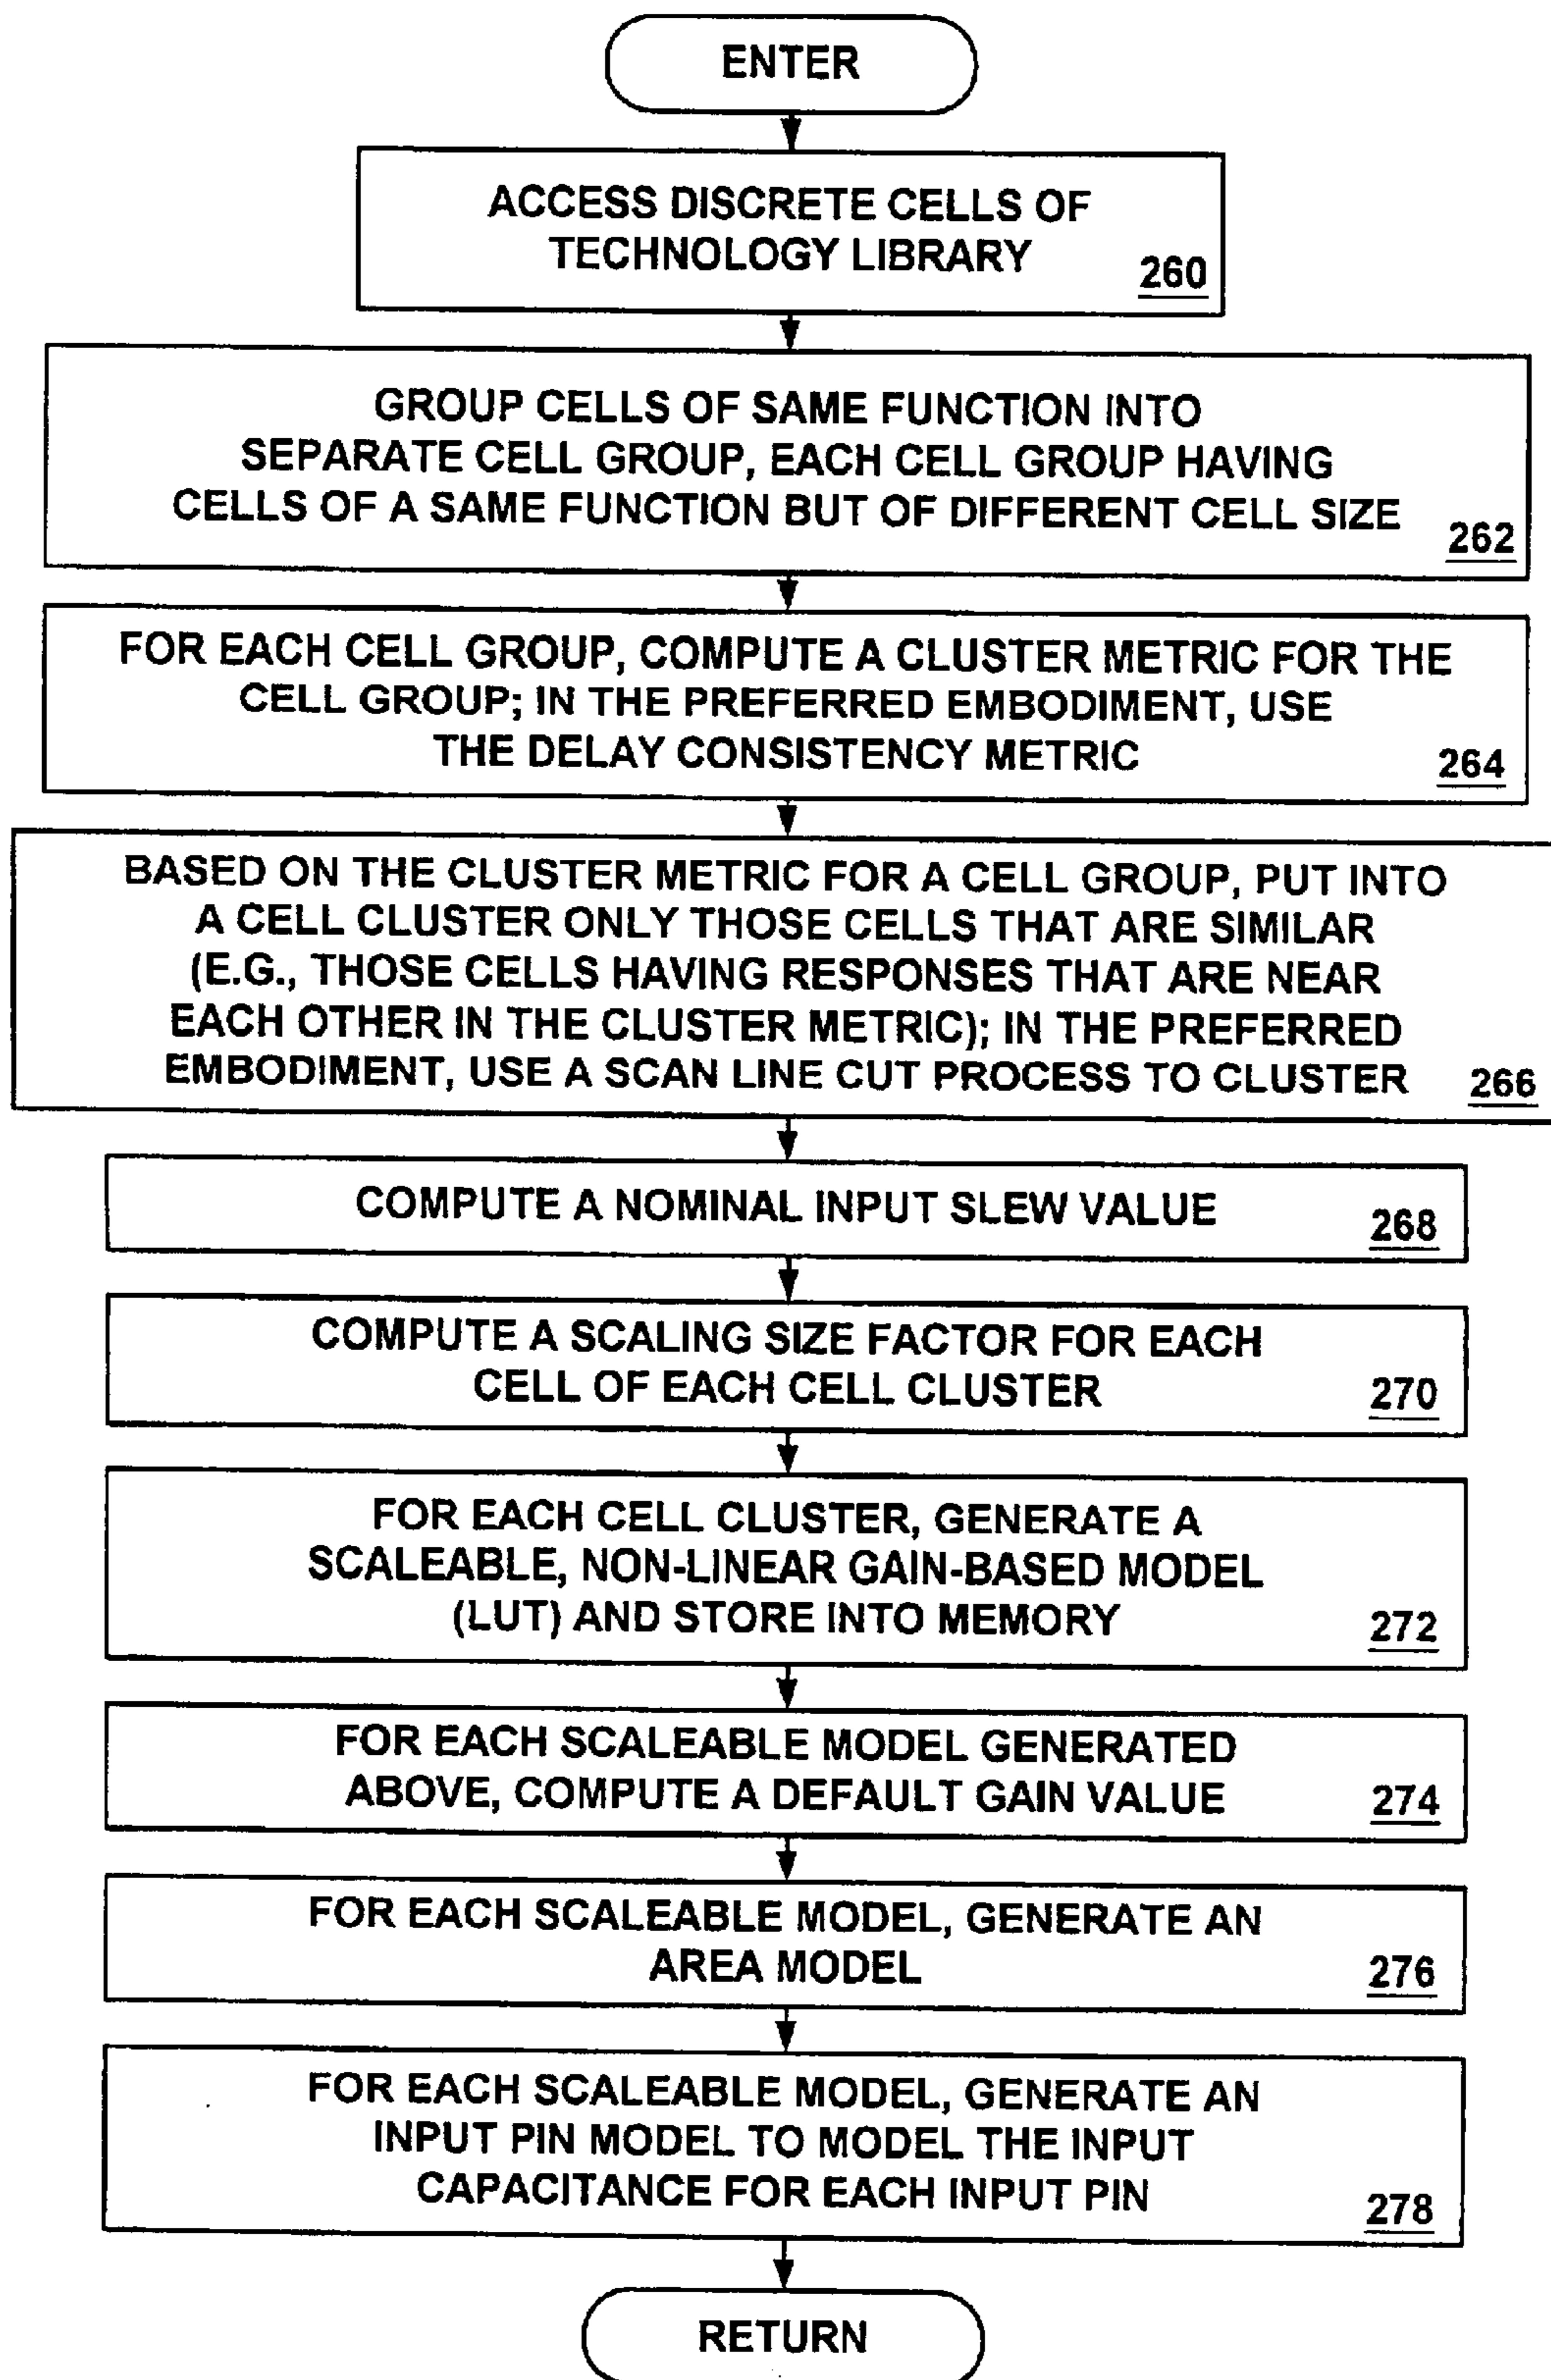 ENTER
ACCESS DISCRETE CELLS OF
TECHNOLOGY LIBRARY
260
GROUP CELLS OF SAME FUNCTION INTO
SEPARATE CELL GROUP, EACH CELL GROUP HAVING
CELLS OF A SAME FUNCTION BUT OF DIFFERENT CELL SIZE
262
FOR EACH CELL GROUP, COMPUTE A CLUSTER METRIC FOR THE
CELL GROUP; IN THE PREFERRED EMBODIMENT, USE
THE DELAY CONSISTENCY METRIC
264
BASED ON THE CLUSTER METRIC FOR A CELL GROUP, PUT INTO
A CELL CLUSTER ONLY THOSE CELLS THAT ARE SIMILAR
(E.G., THOSE CELLS HAVING RESPONSES THAT ARE NEAR
EACH OTHER IN THE CLUSTER METRIC); IN THE PREFERRED
EMBODIMENT, USE A SCAN LINE CUT PROCESS TO CLUSTER
266
COMPUTE A NOMINAL INPUT SLEW VALUE
268
COMPUTE A SCALING SIZE FACTOR FOR EACH
CELL OF EACH CELL CLUSTER
270
FOR EACH CELL CLUSTER, GENERATE A
SCALEABLE, NON-LINEAR GAIN-BASED MODEL
(LUT) AND STORE INTO MEMORY
272
FOR EACH SCALEABLE MODEL GENERATED
ABOVE, COMPUTE A DEFAULT GAIN VALUE
274
FOR EACH SCALEABLE MODEL, GENERATE AN
AREA MODEL
276
FOR EACH SCALEABLE MODEL, GENERATE AN
INPUT PIN MODEL TO MODEL THE INPUT
CAPACITANCE FOR EACH INPUT PIN
278
RETURN